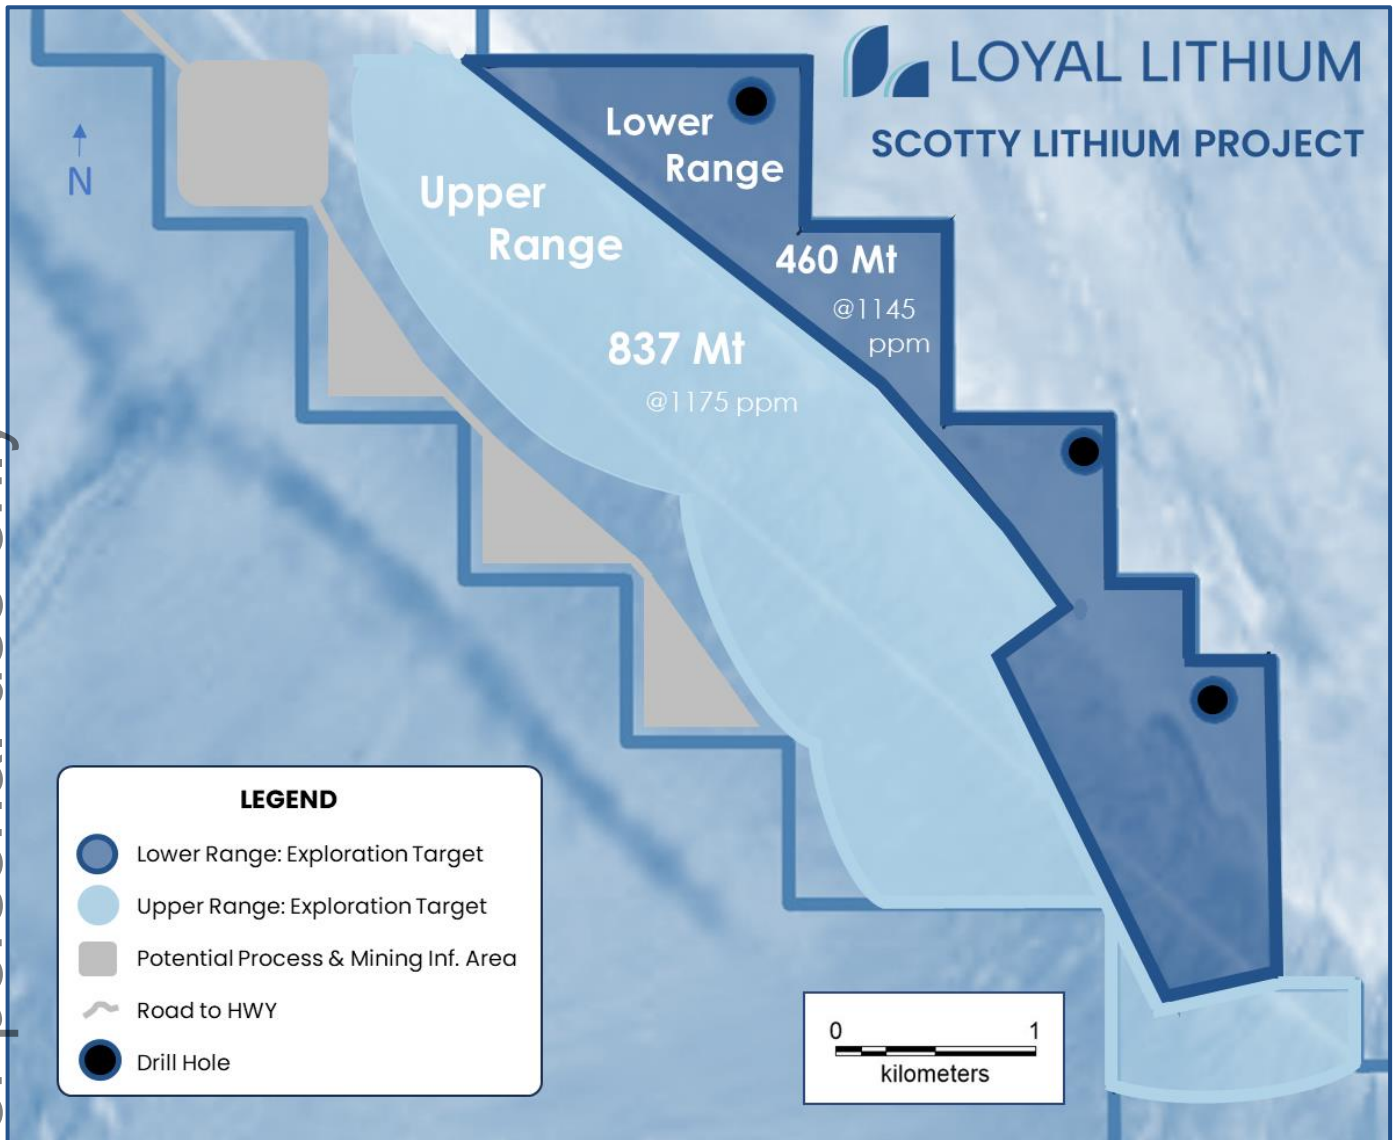 LOYAL LITHIUM
SCOTTY LITHIUM PROJECT
N
Lower
Range
Upper
Range
460 Mt
@1145
ppm
837 Mt
@1175 ppm
LEGEND
Lower Range: Exploration Target
Upper Range: Exploration Target
Potential Process & Mining Inf. Area
Road to HWY
Drill Hole
0 1
kilometers